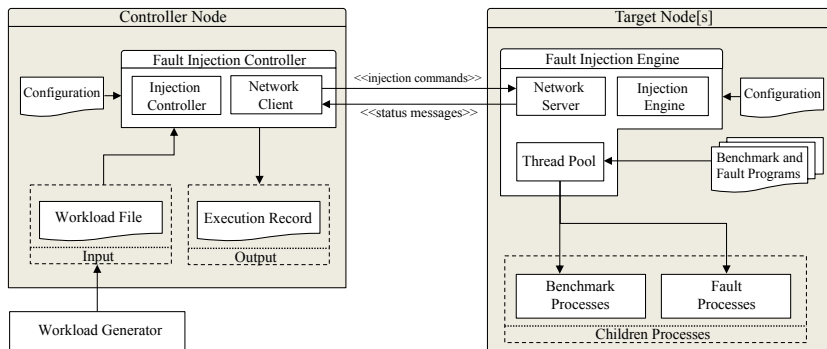 Controller Node
Fault Injection Controller
Configuration
Injection
Controller
Network
Client
Workload File
Input
Execution Record
Output
Workload Generator
<<injection commands>>
<<status messages>>
Target Node[s]
Fault Injection Engine
Network
Server
Injection
Engine
Configuration
Thread Pool
Benchmark and
Fault Programs
Benchmark
Processes
Fault
Processes
Children Processes